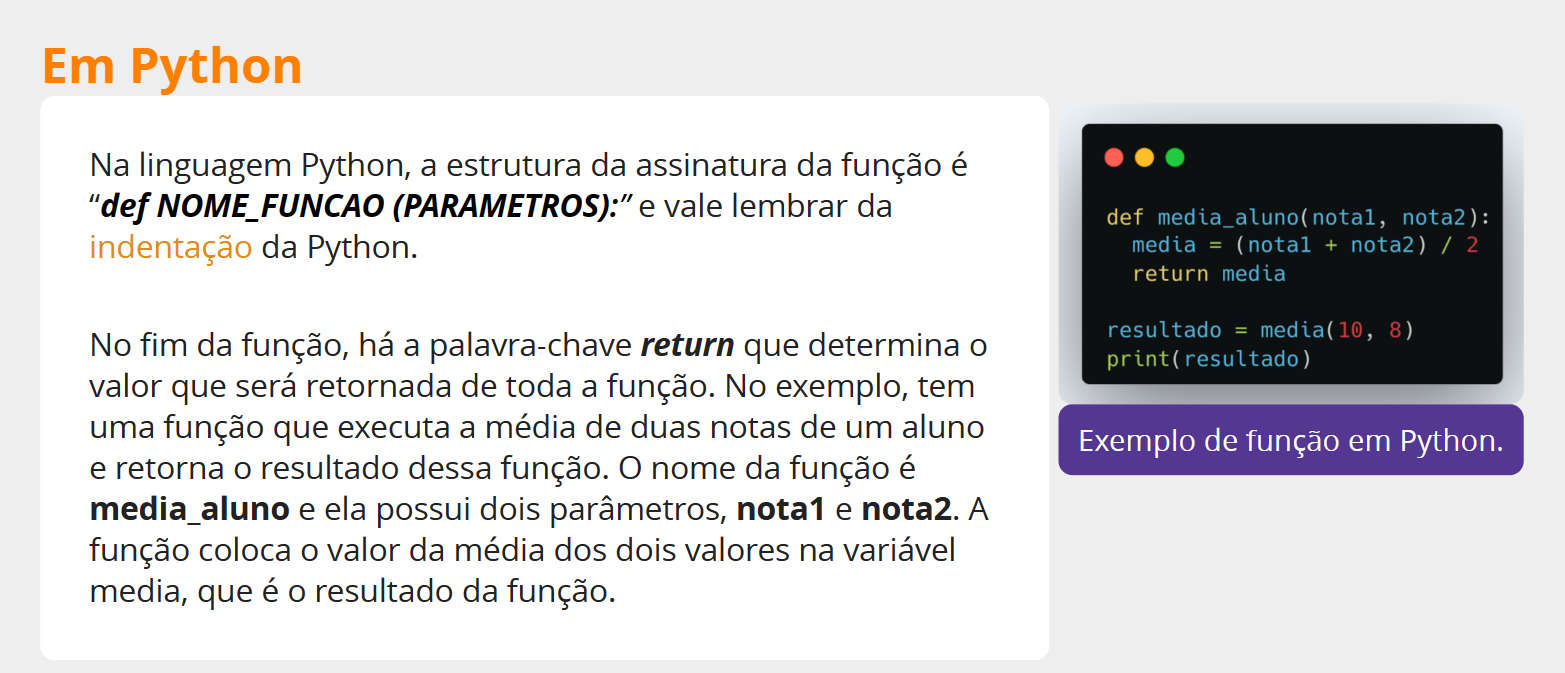 Em Python
Na linguagem Python, a estrutura da assinatura da função é
“def NOME_FUNCAO (PARAMETROS):” e vale lembrar da
indentação da Python.
No fim da função, há a palavra-chave return que determina o
valor que será retornada de toda a função. No exemplo, tem
uma função que executa a média de duas notas de um aluno
e retorna o resultado dessa função. O nome da função é
media_aluno e ela possui dois parâmetros, nota1 e nota2. A
função coloca o valor da média dos dois valores na variável
media, que é o resultado da função.
def media_aluno(nota1, nota2):
  media = (nota1 + nota2) / 2
  return media
resultado = media(10, 8)
print(resultado)
Exemplo de função em Python.